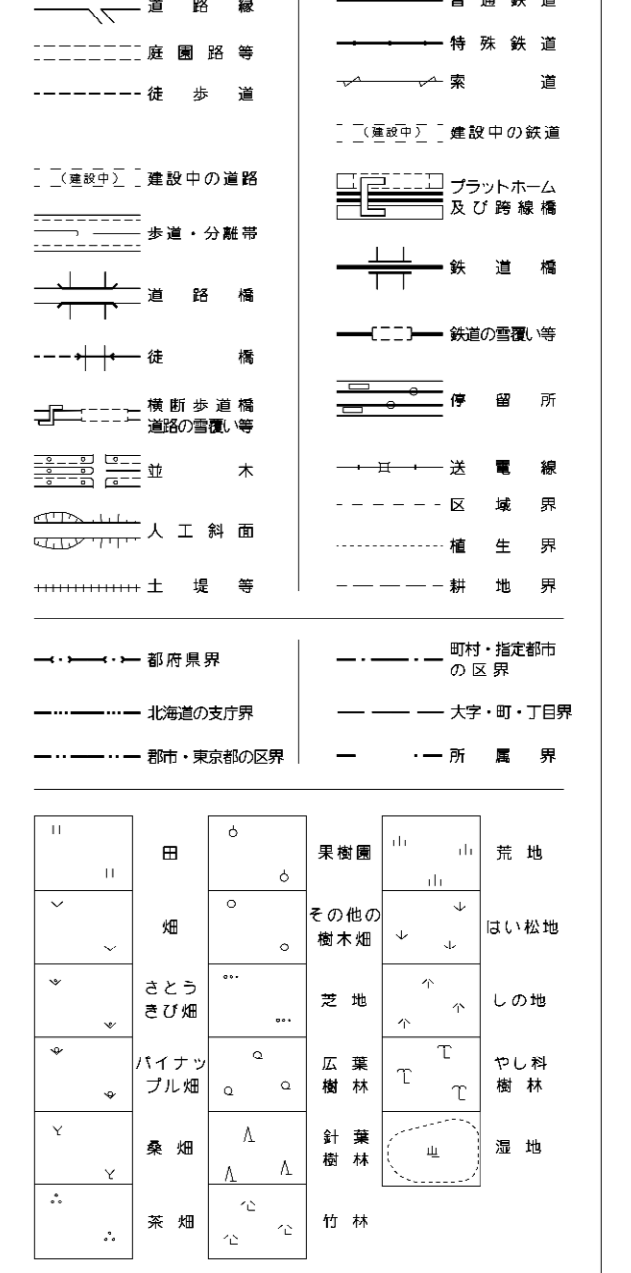 道路縁
庭園路等
徒歩道
(建設中) 建設中の道路
歩道・分離帯
道路橋
徒橋
横断歩道橋
道路の雪覆い等
並木
人工斜面
土堤等
普通鉄道
特殊鉄道
索道
(建設中) 建設中の鉄道
プラットホーム
及び跨線橋
鉄道橋
鉄道の雪覆い等
停留所
送電線
区域界
植生界
耕地界
都府県界
北海道の支庁界
郡市・東京都の区界
町村・指定都市
の区界
大字・町・丁目界
所属界
田
畑
さとう
きび畑
パイナッ
プル畑
桑畑
茶畑
果樹園
その他の
樹木畑
芝地
広葉
樹林
針葉
樹林
竹林
荒地
はい松地
しの地
やし科
樹林
湿地